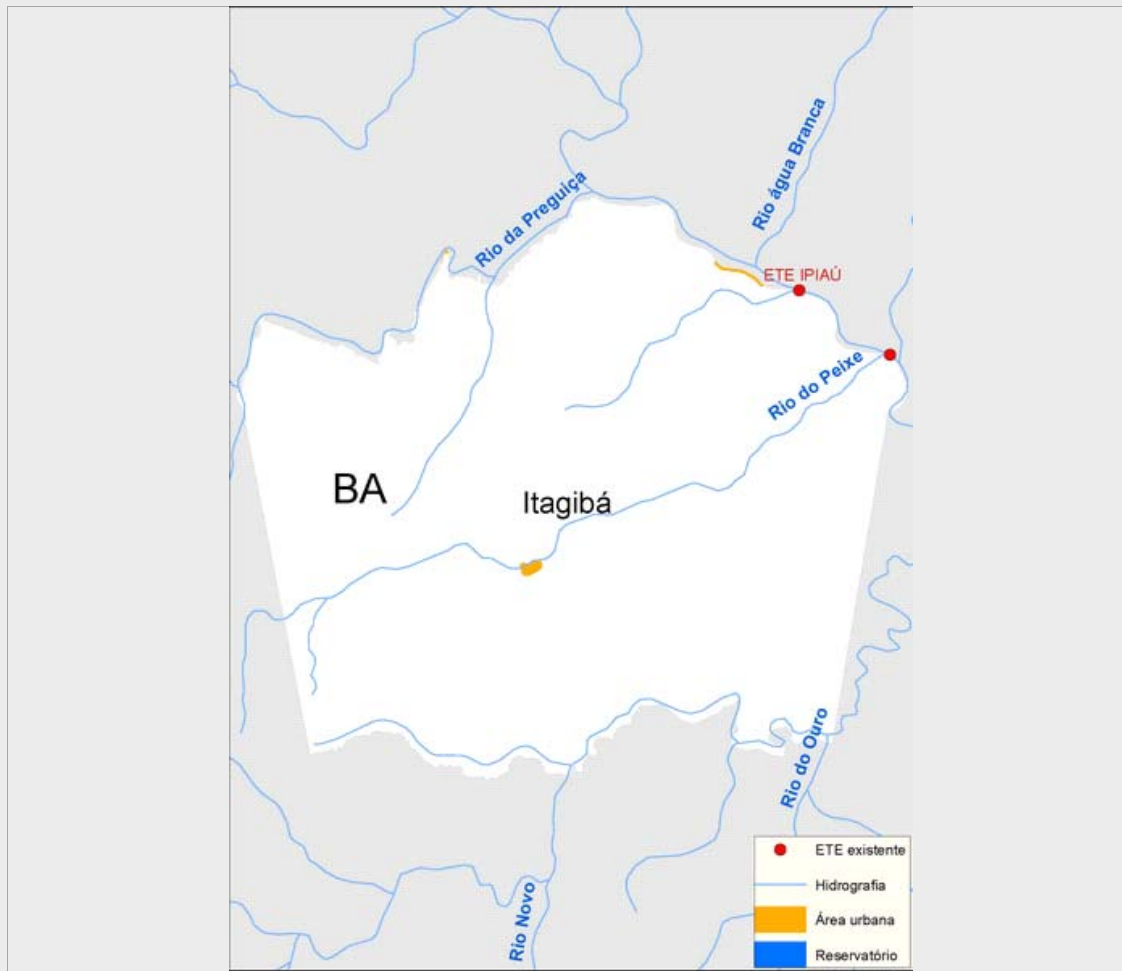 Rio água Branca
Rio da Preguiça
ETE IPIAÚ
Rio do Peixe
BA
Itagibá
Rio do Ouro
Rio Novo
ETE existente
Hidrografia
Área urbana
Reservatório